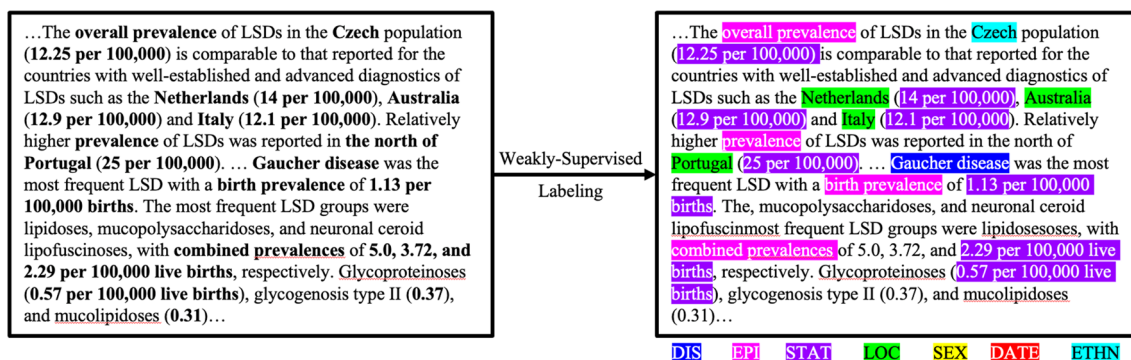 …The overall prevalence of LSDs in the Czech population
(12.25 per 100,000) is comparable to that reported for the
countries with well-established and advanced diagnostics of
LSDs such as the Netherlands (14 per 100,000), Australia
(12.9 per 100,000) and Italy (12.1 per 100,000). Relatively
higher prevalence of LSDs was reported in the north of
Portugal (25 per 100,000). … Gaucher disease was the
most frequent LSD with a birth prevalence of 1.13 per
100,000 births. The most frequent LSD groups were
lipidoses, mucopolysaccharidoses, and neuronal ceroid
lipofuscinoses, with combined prevalences of 5.0, 3.72, and
2.29 per 100,000 live births, respectively. Glycoproteinoses
(0.57 per 100,000 live births), glycogenosis type II (0.37),
and mucolipidoses (0.31)…
Weakly-Supervised
Labeling
…The overall prevalence of LSDs in the Czech population
(12.25 per 100,000) is comparable to that reported for the
countries with well-established and advanced diagnostics of
LSDs such as the Netherlands (14 per 100,000), Australia
(12.9 per 100,000) and Italy (12.1 per 100,000). Relatively
higher prevalence of LSDs was reported in the north of
Portugal (25 per 100,000). … Gaucher disease was the most
frequent LSD with a birth prevalence of 1.13 per 100,000
births. The, mucopolysaccharidoses, and neuronal ceroid
lipofuscinmost frequent LSD groups were lipidosesoses, with
combined prevalences of 5.0, 3.72, and 2.29 per 100,000 live
births, respectively. Glycoproteinoses (0.57 per 100,000 live
births), glycogenosis type II (0.37), and mucolipidoses
(0.31)…
DIS EPI STAT LOC SEX DATE ETHN